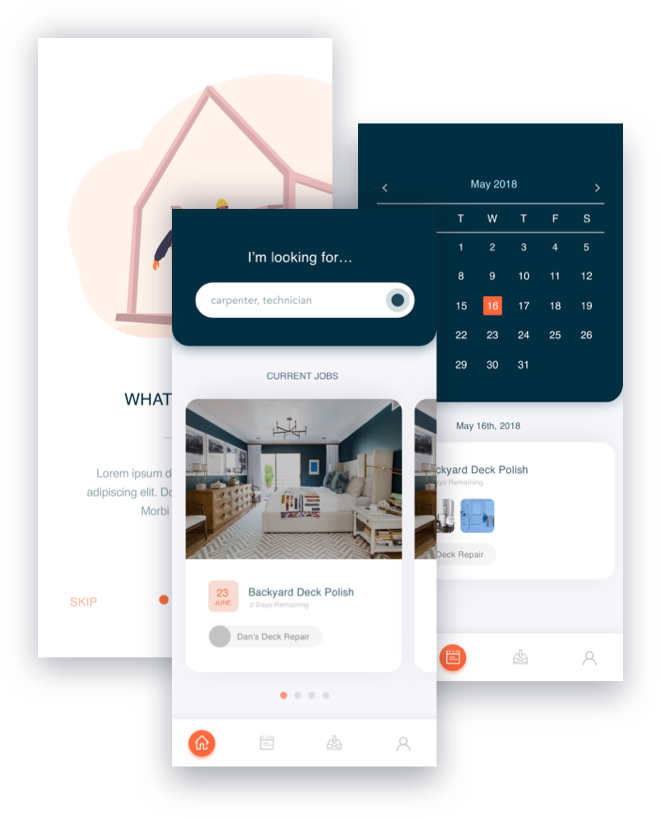 WHAT
Lorem ipsum d
adipiscing elit. Do
Morbi
SKIP
I'm looking for...
carpenter, technician
CURRENT JOBS
23
JUNE
Backyard Deck Polish
2 Days Remaining
Dan's Deck Repair
May 2018
T W T F S
1 2 3 4 5
8 9 10 11 12
15 16 17 18 19
22 23 24 25 26
29 30 31
May 16th, 2018
ckyard Deck Polish
ays Remaining
Deck Repair